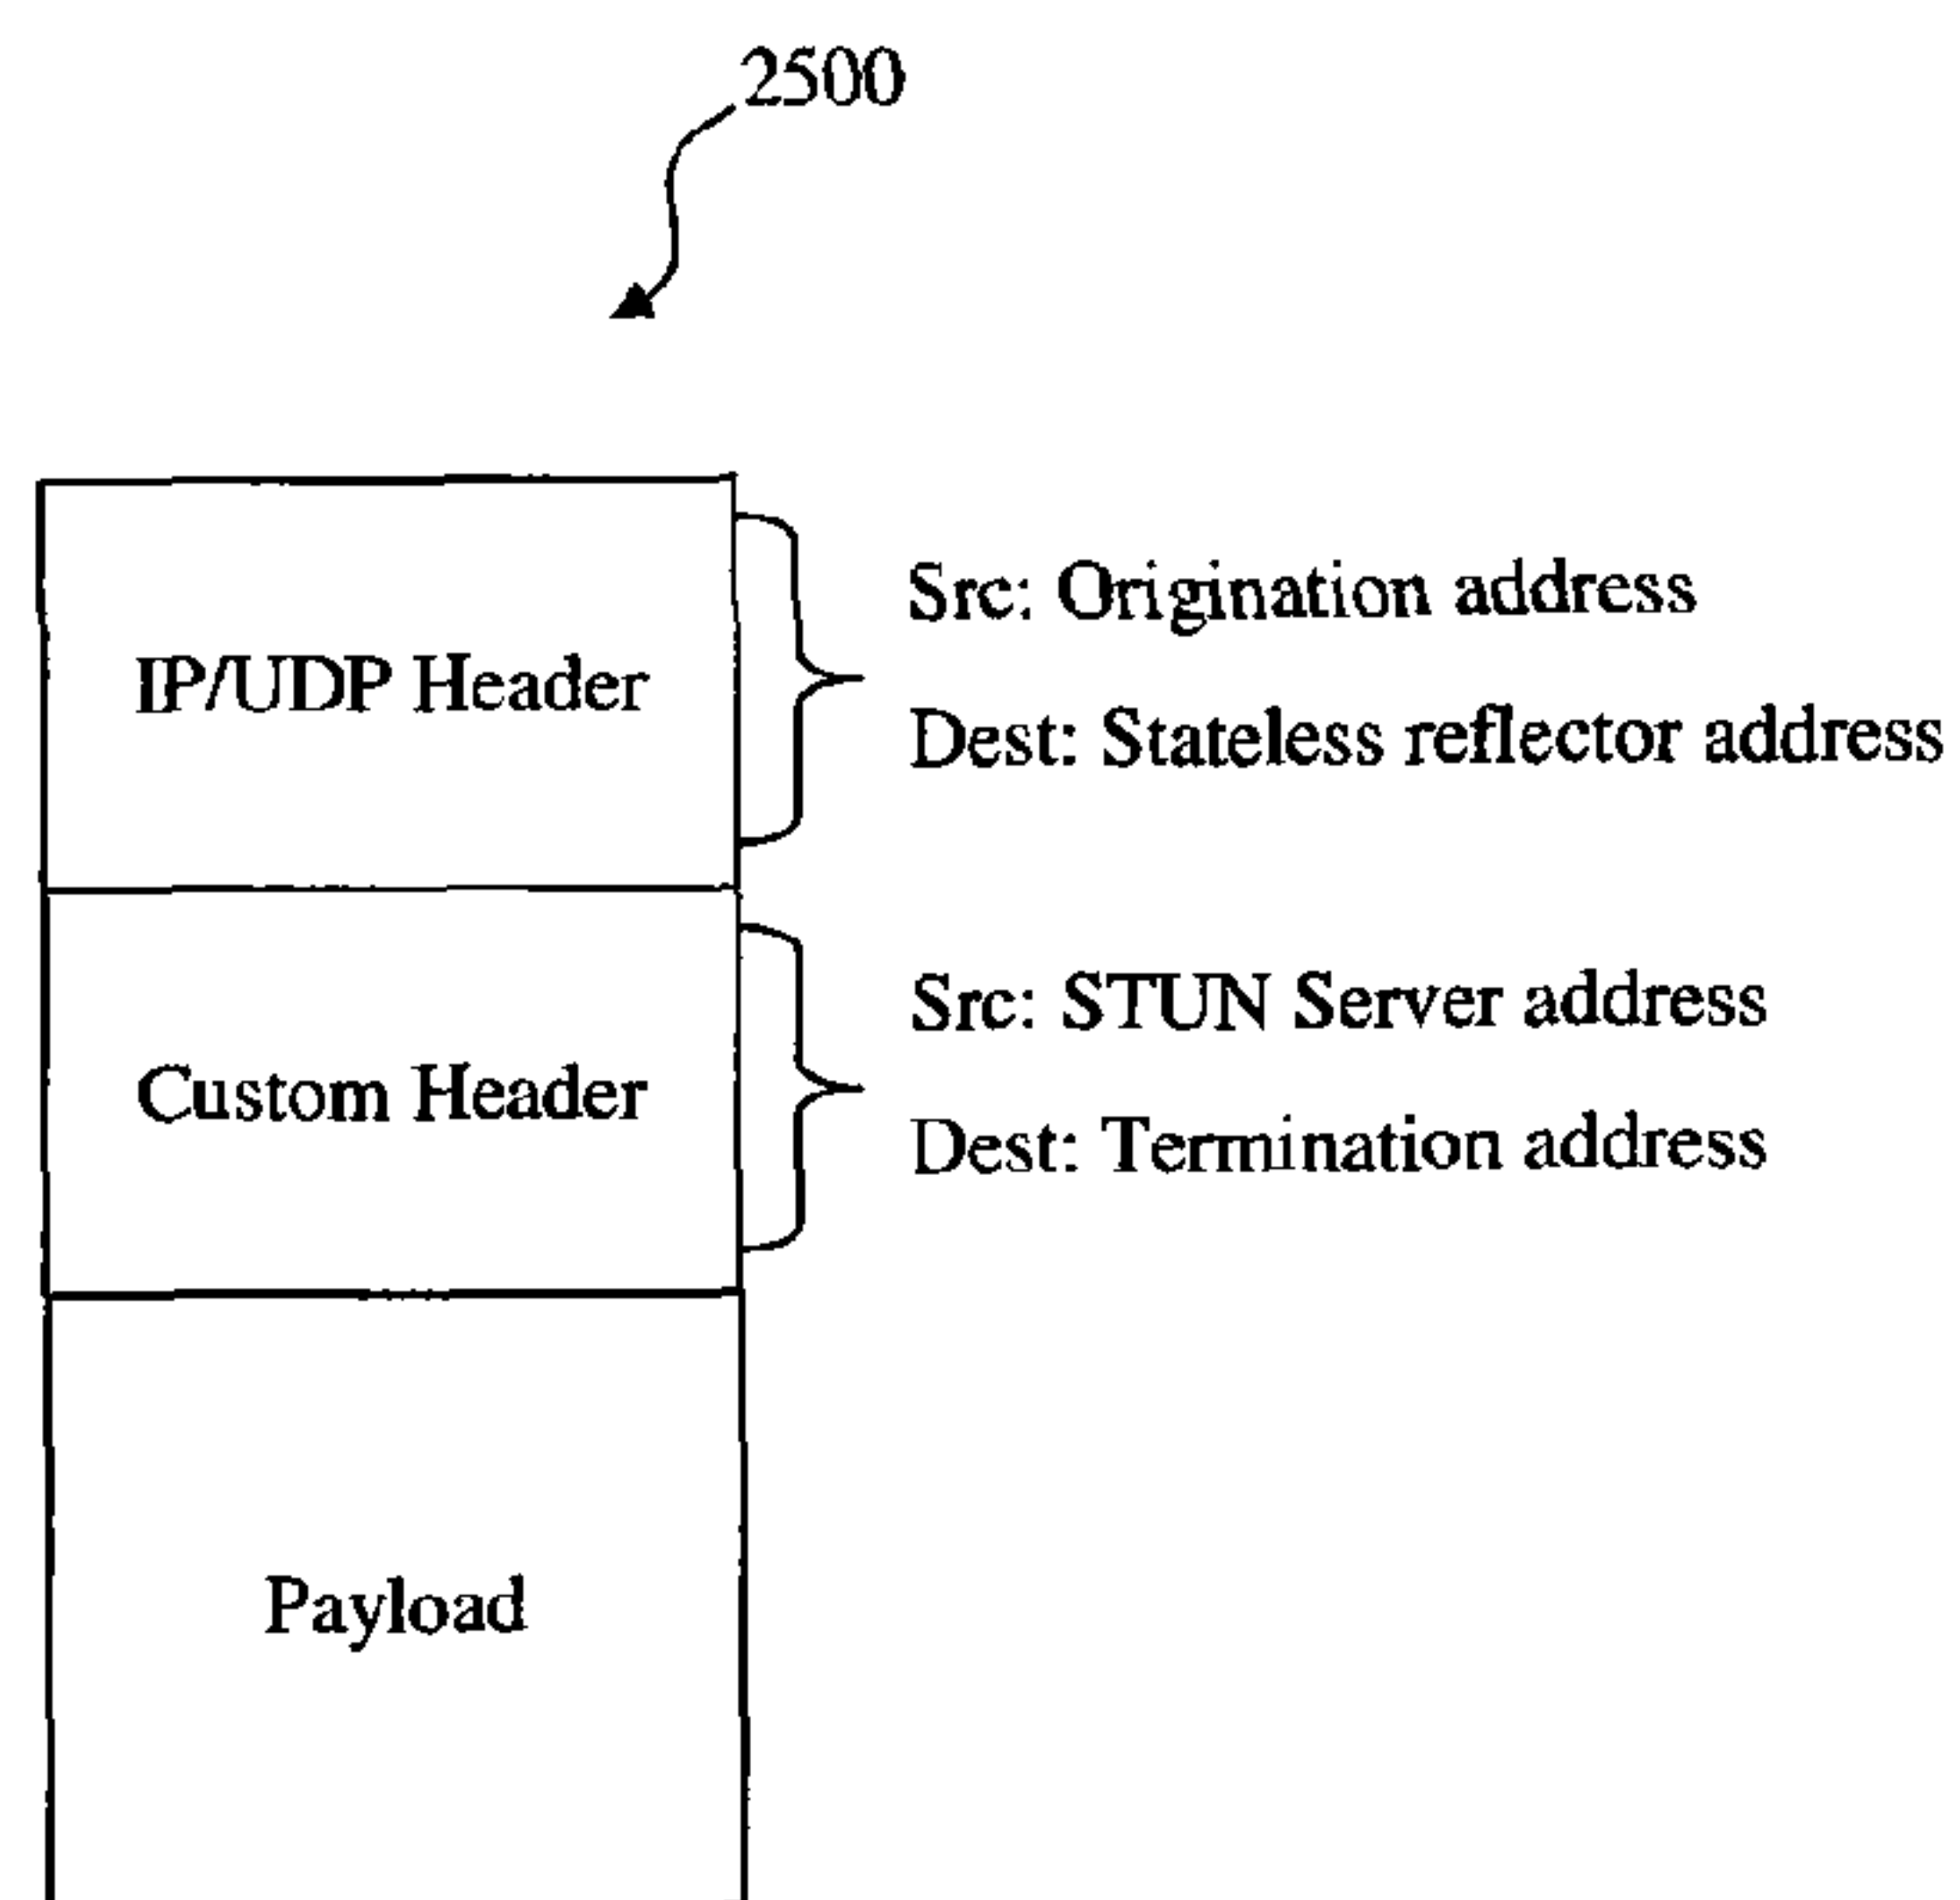 2500
Src: Origination address
IP/UDP Header
Dest: Stateless reflector address
Src: STUN Server address
Custom Header
Dest: Termination address
Payload